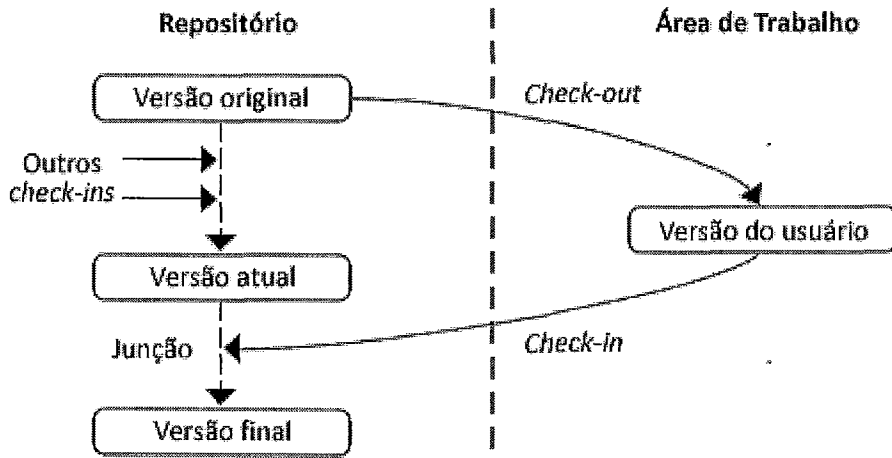 Repositório
Área de Trabalho
Versão original
Check-out
Outros
check-ins
Versão do usuário
Versão atual
Junção
Check-in
Versão final